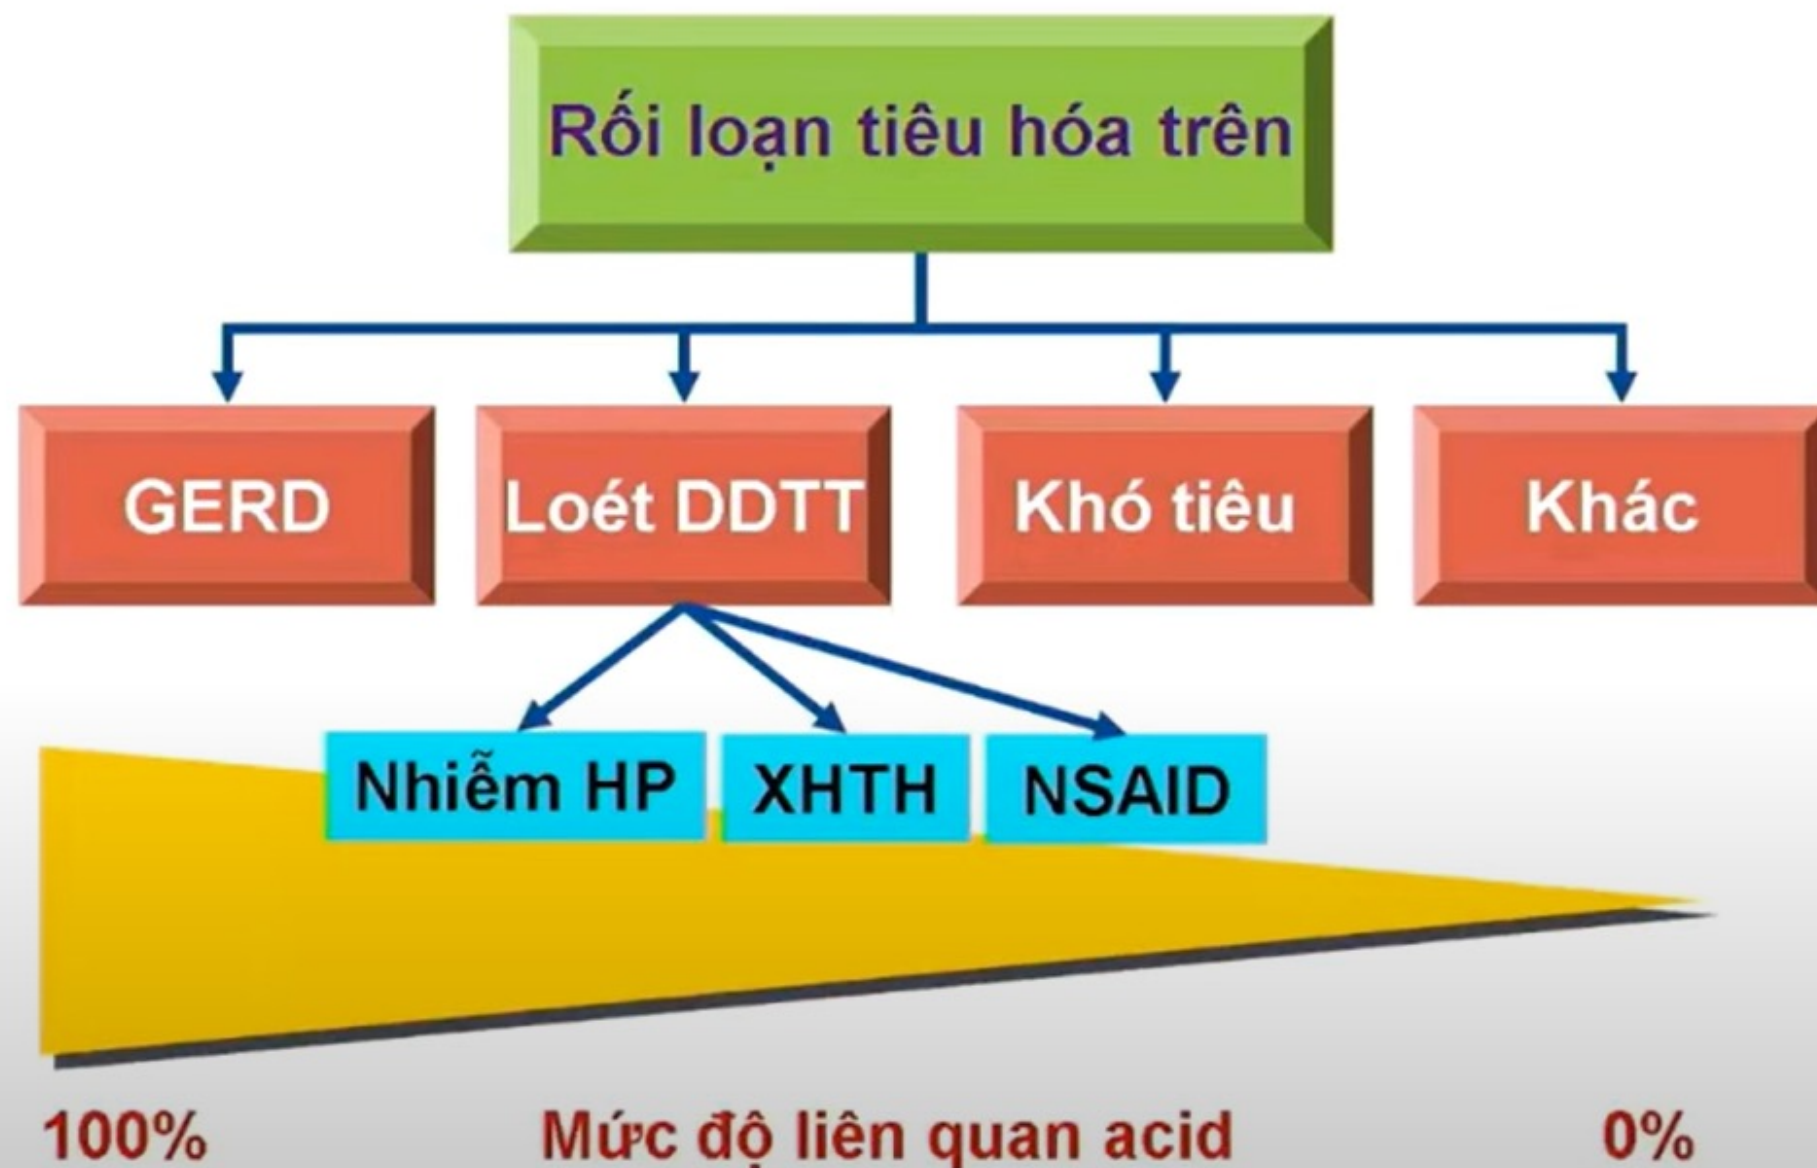 Rối loạn tiêu hóa trên
GERD
Loét DDTT
Khó tiêu
Khác
Nhiễm HP
XHTH
NSAID
100%
Mức độ liên quan acid
0%